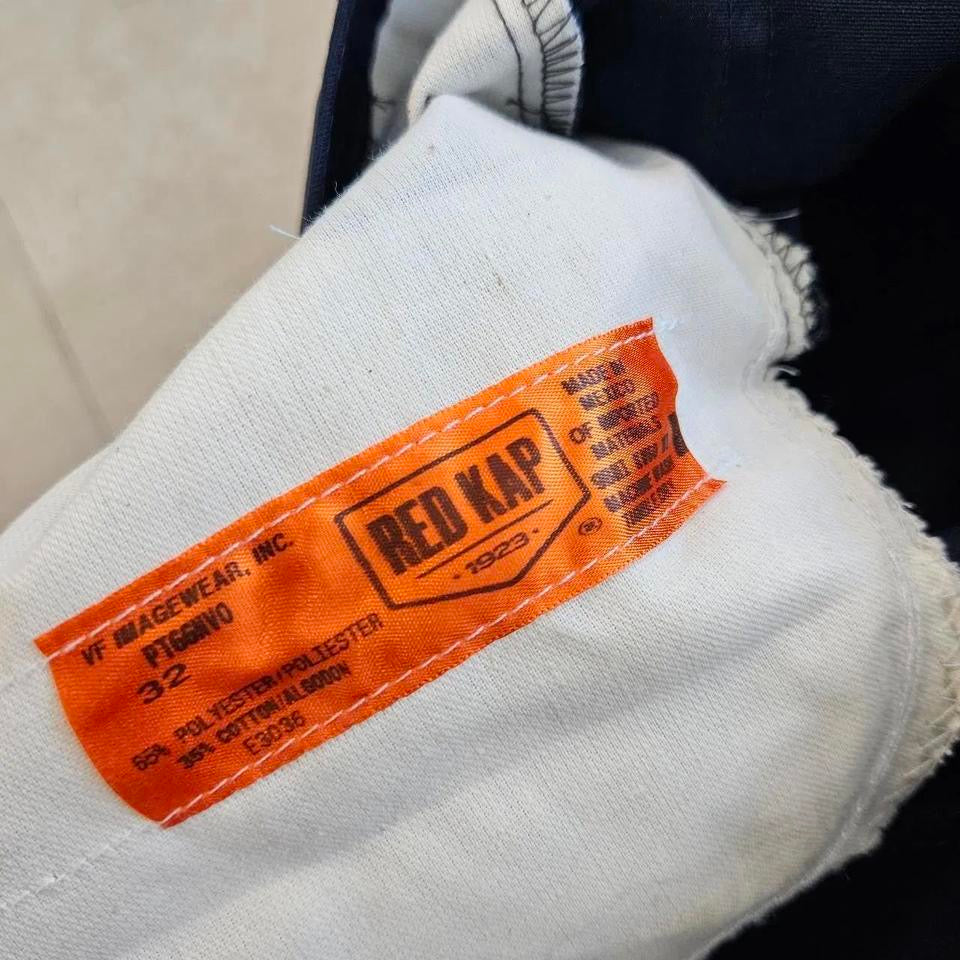 VF IMAGEWEAR, INC.
PT66NV0
32
65% POLYESTER/POLIESTER
35% COTTON/ALGODON
E3036
RED KAP
·1923·
®
MADE IN
MEXICO
OF IMPORTED
MATERIALS